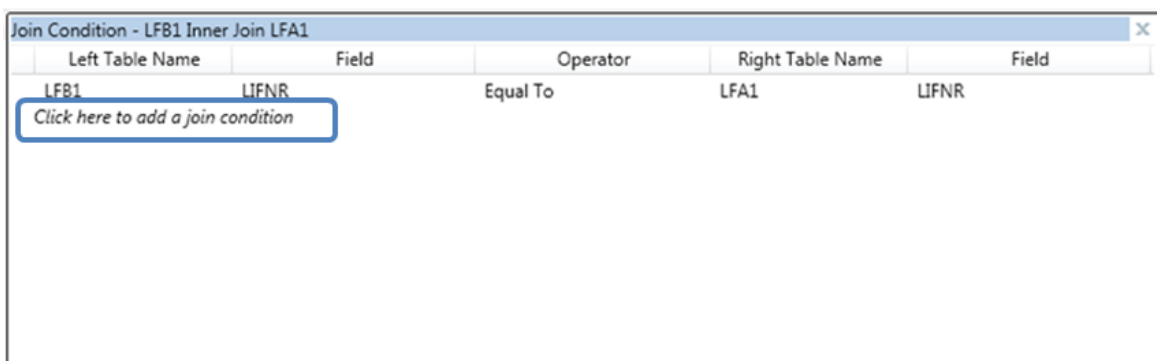 Join Condition - LFB1 Inner Join LFA1
Left Table Name Field Operator Right Table Name Field
LFB1 LIFNR Equal To LFA1 LIFNR
Click here to add a join condition